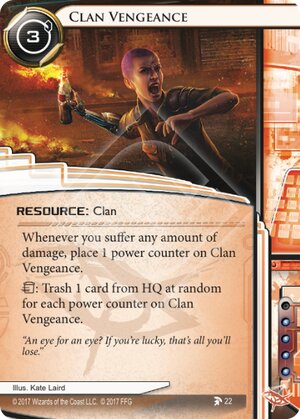 Clan Vengeance
3
RESOURCE: Clan
Whenever you suffer any amount of
damage, place 1 power counter on Clan
Vengeance.
: Trash 1 card from HQ at random
for each power counter on Clan
Vengeance.
"An eye for an eye? If you're lucky, that's all you'll
lose."
Illus. Kate Laird
© 2017 Wizards of the Coast LLC. © 2017 FFG
22